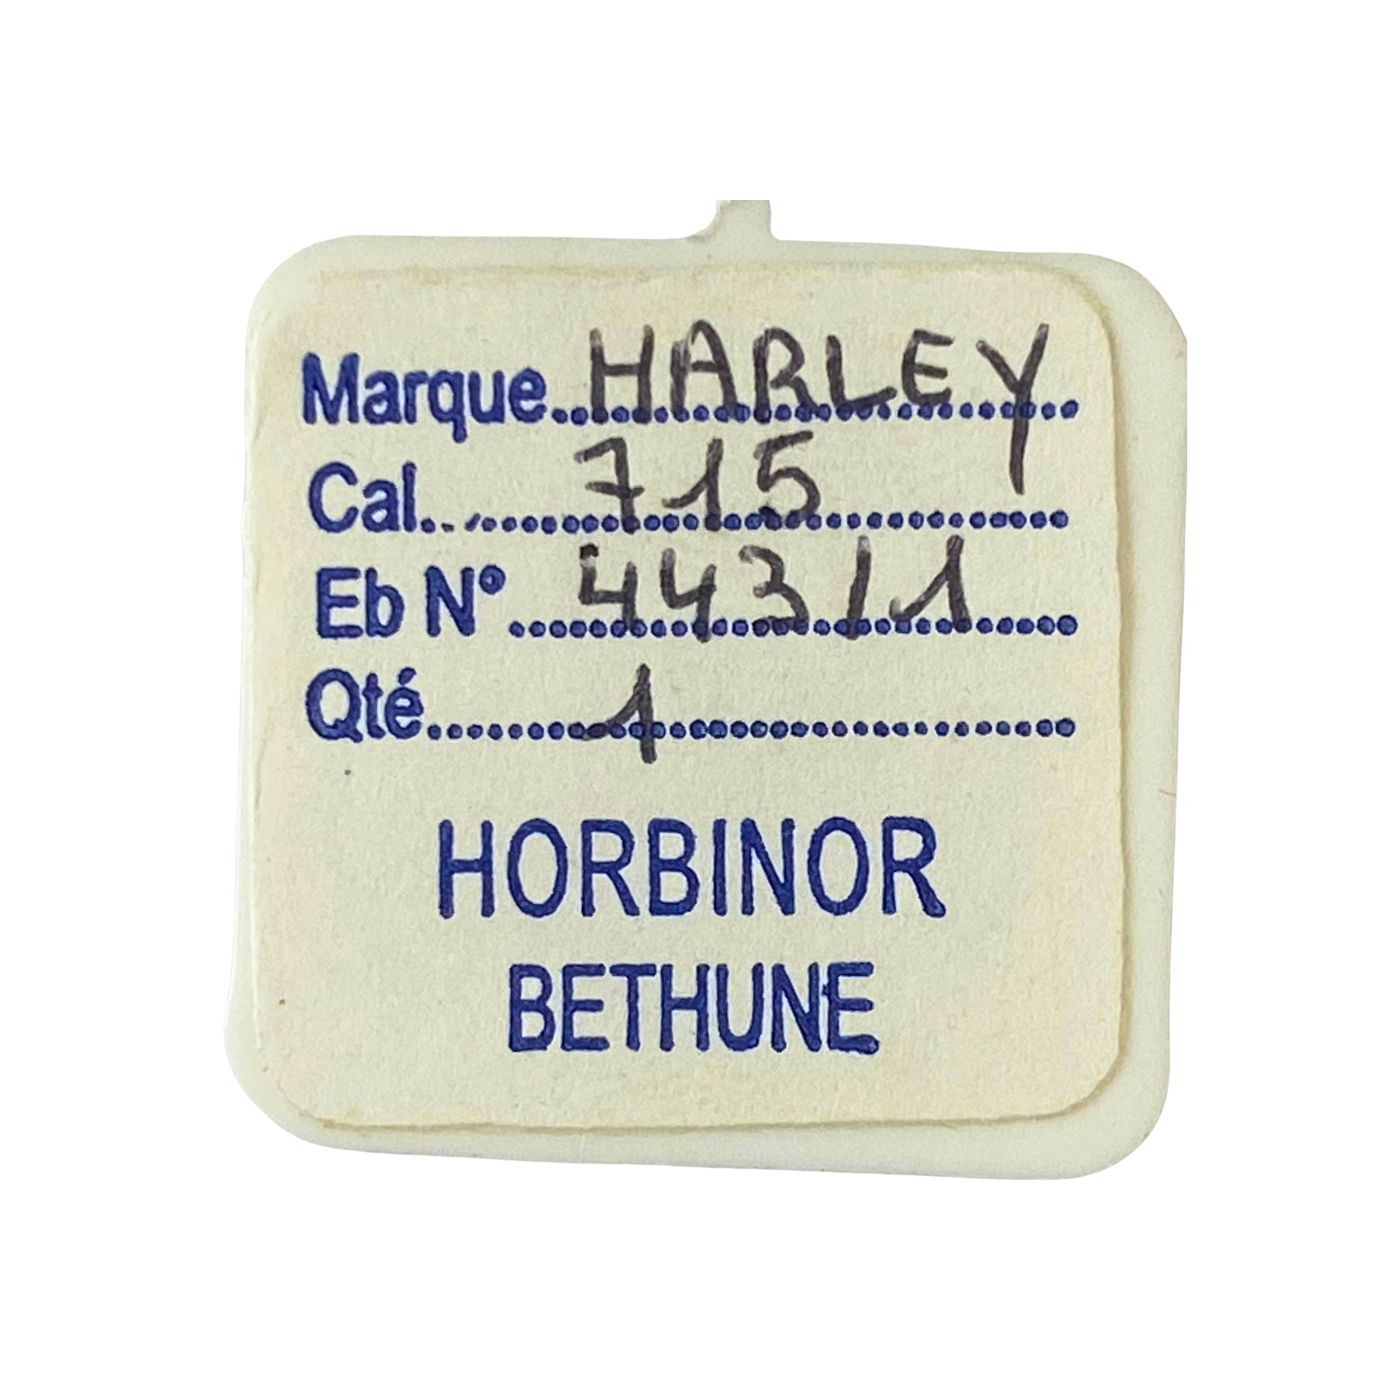 Marque HARLEY
Cal. 715
Eb N° 443/1
Qté 1
HORBINOR
BETHUNE